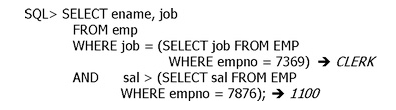 SQL> SELECT ename, job
FROM emp
WHERE job = (SELECT job FROM EMP
WHERE empno = 7369) ➔ CLERK
AND sal > (SELECT sal FROM EMP
WHERE empno = 7876); ➔ 1100